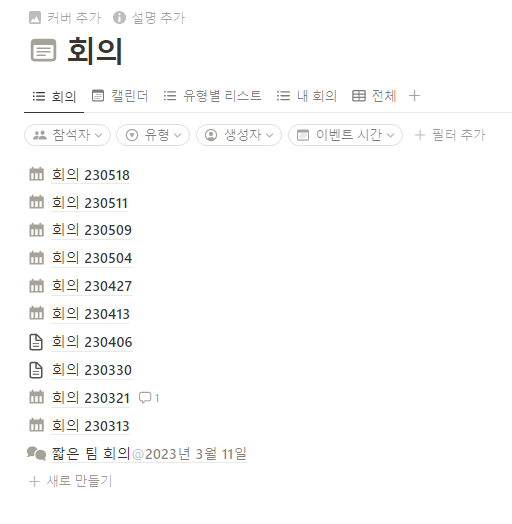 커버 추가 설명 추가
회의
회의 캘린더 유형별 리스트 내 회의 전체
참석자 유형 생성자 이벤트 시간 필터 추가
회의 230518
회의 230511
회의 230509
회의 230504
회의 230427
회의 230413
회의 230406
회의 230330
회의 230321 1
회의 230313
짧은 팀 회의@2023년 3월 11일
새로 만들기